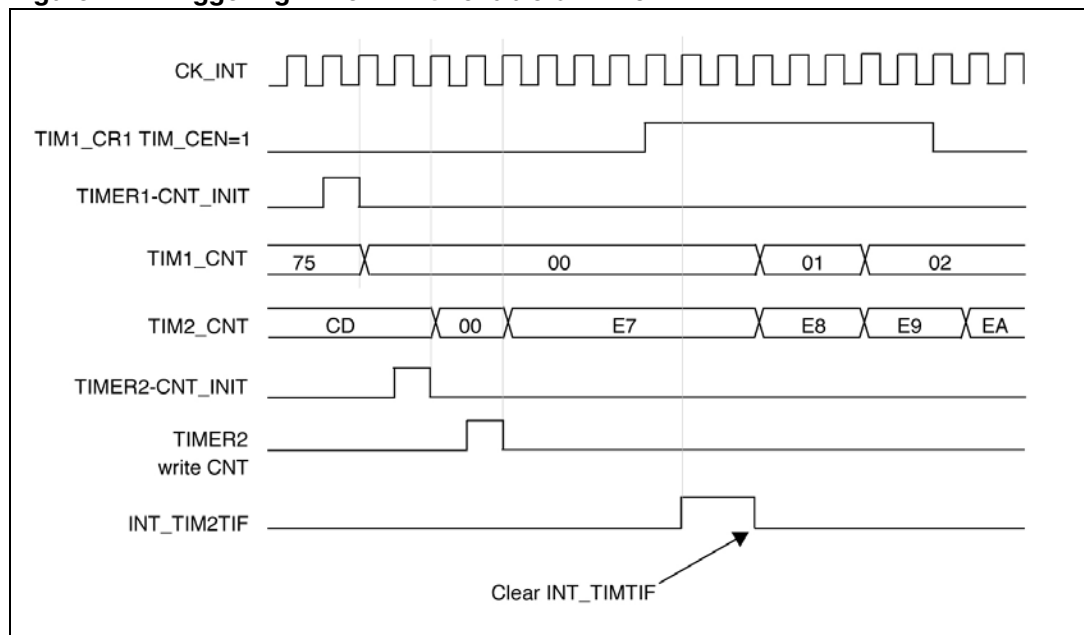 CK_INT
TIM1_CR1 TIM_CEN=1
TIMER1-CNT_INIT
TIM1_CNT 75 00 01 02
TIM2_CNT CD 00 E7 E8 E9 EA
TIMER2-CNT_INIT
TIMER2
write CNT
INT_TIM2TIF
Clear INT_TIMTIF